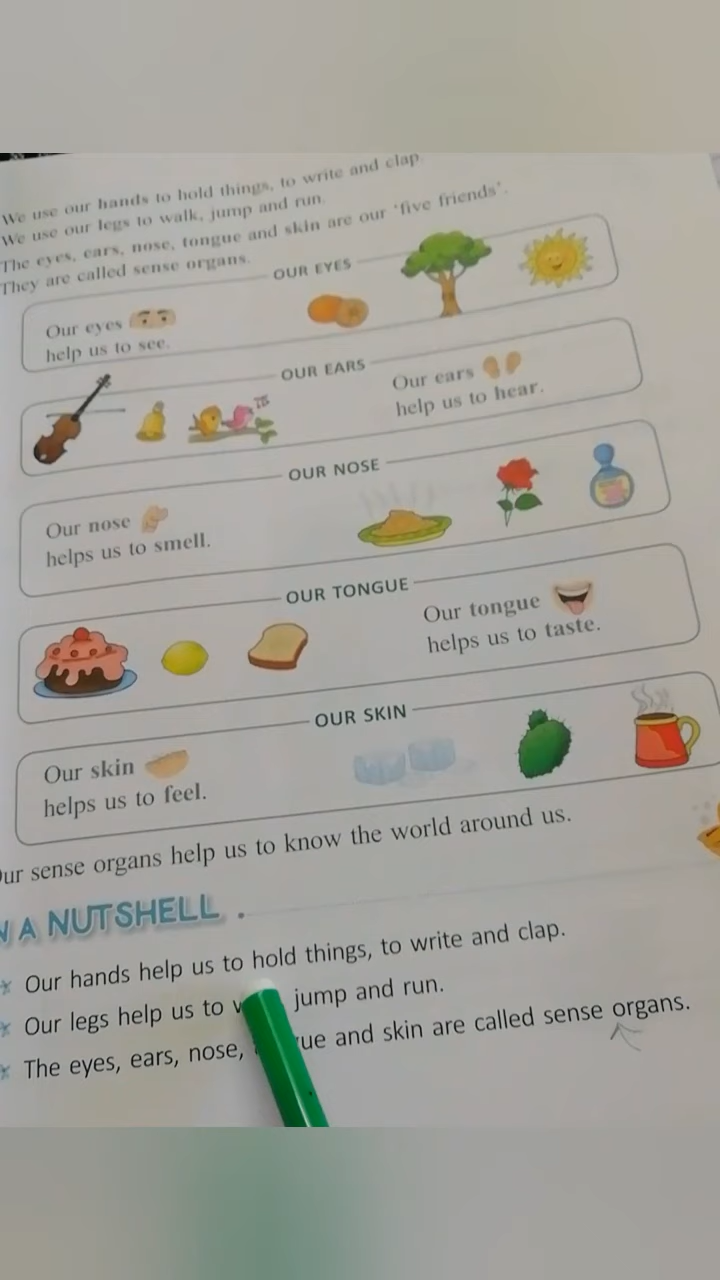 We use our hands to hold things, to write and clap.
We use our legs to walk, jump and run.
The eyes, ears, nose, tongue and skin are our ‘five friends’.
They are called sense organs.
OUR EYES
Our eyes
help us to see.
OUR EARS
Our ears
help us to hear.
OUR NOSE
Our nose
helps us to smell.
OUR TONGUE
Our tongue
helps us to taste.
OUR SKIN
Our skin
helps us to feel.
Our sense organs help us to know the world around us.
N A NUTSHELL
Our hands help us to hold things, to write and clap.
Our legs help us to jump and run.
The eyes, ears, nose, and skin are called sense organs.